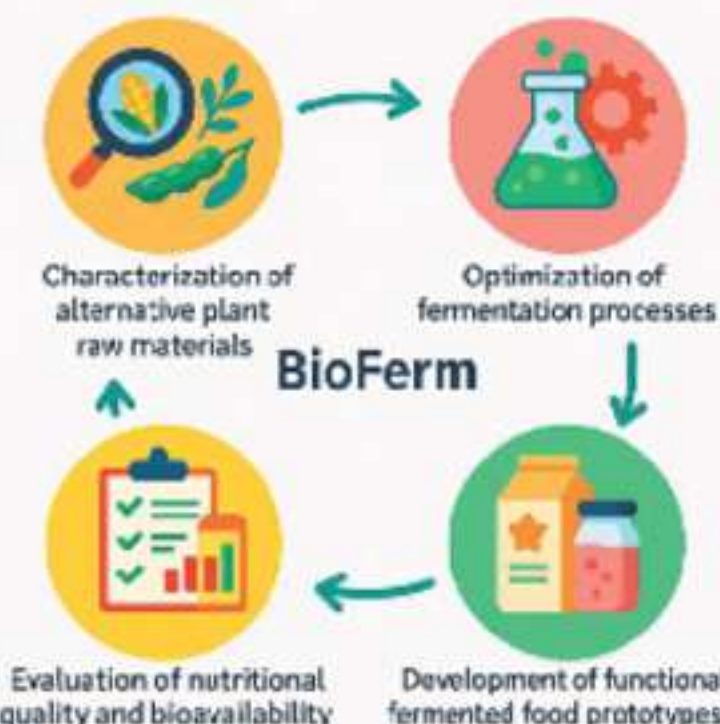 Characterization of
alternative plant
raw materials
Optimization of
fermentation processes
BioFerm
Evaluation of nutritional
quality and bioavailability
Development of functiona
fermented food prototypes